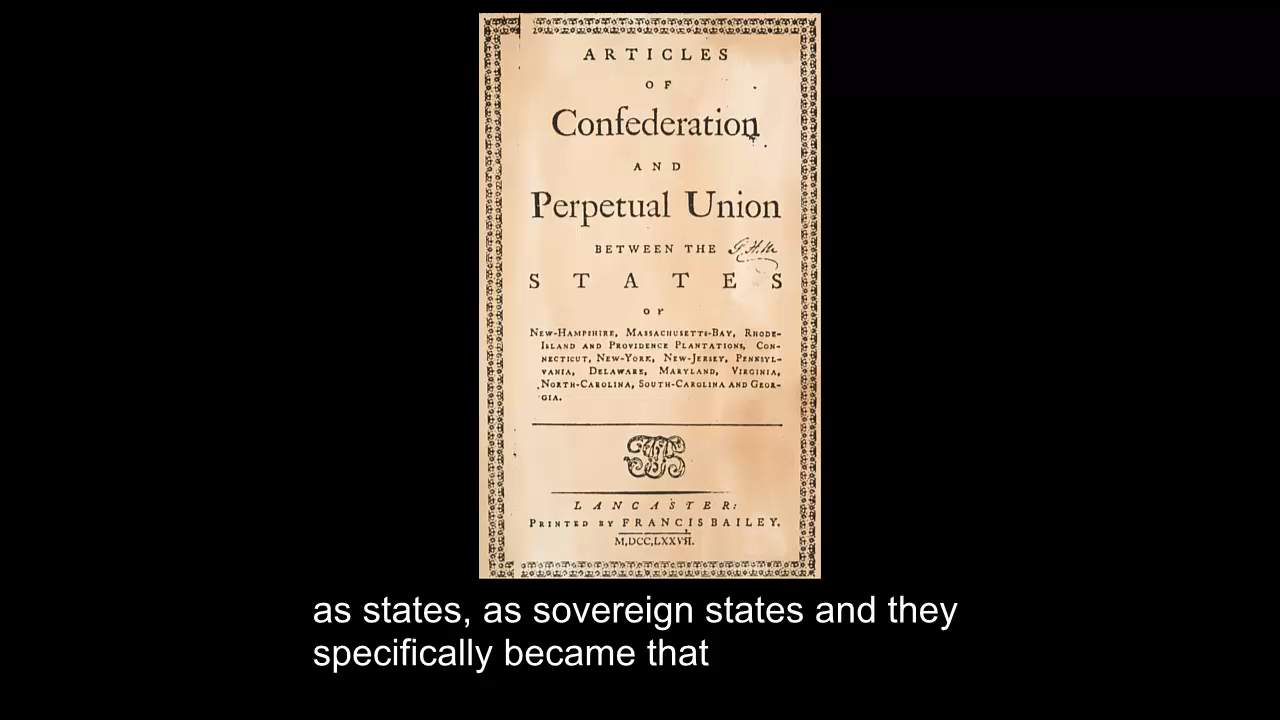 ARTICLES
OF
Confederation
AND
Perpetual Union
BETWEEN THE
STATES
OF
NEW-HAMPSHIRE, MASSACHUSETTS-BAY, RHODE-
ISLAND AND PROVIDENCE PLANTATIONS, CON-
NECTICUT, NEW-YORK, NEW-JERSEY, PENNSYL-
VANIA, DELAWARE, MARYLAND, VIRGINIA,
NORTH-CAROLINA, SOUTH-CAROLINA AND GEOR-
GIA.
LANCASTER:
PRINTED BY FRANCIS BAILEY.
M,DCC,LXXVII.
as states, as sovereign states and they
specifically became that